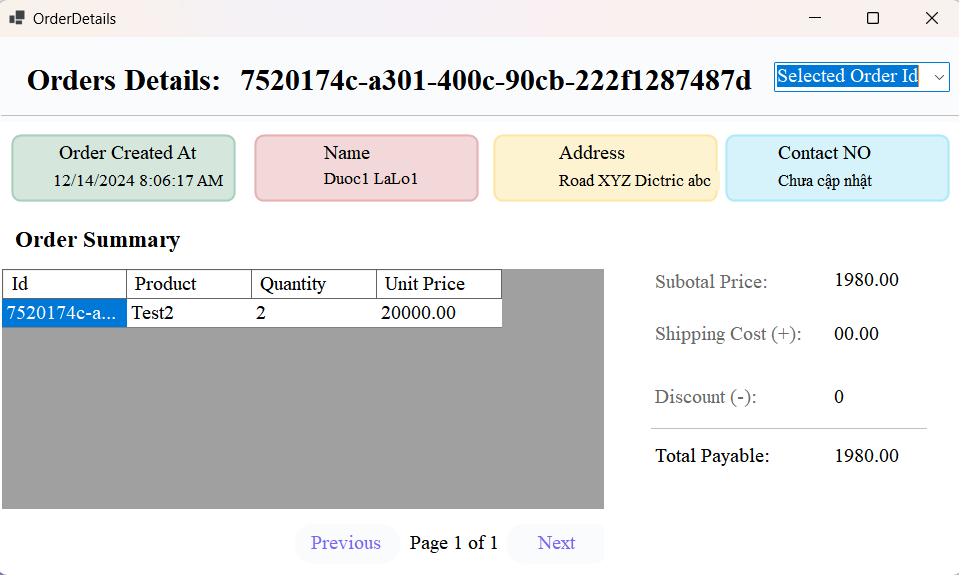 OrderDetails
Orders Details: 7520174c-a301-400c-90cb-222f1287487d Selected Order Id
Order Created At
12/14/2024 8:06:17 AM
Name
Duoc1 LaLo1
Address
Road XYZ Dictric abc
Contact NO
Chưa cập nhật
Order Summary
Id Product Quantity Unit Price
7520174c-a... Test2 2 20000.00
Subotal Price: 1980.00
Shipping Cost (+): 00.00
Discount (-): 0
Total Payable: 1980.00
Previous Page 1 of 1 Next